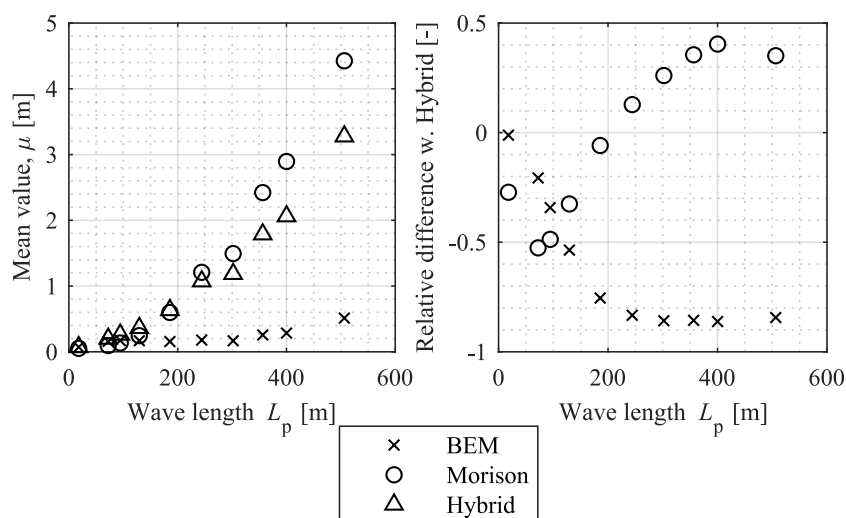 5
4
3
2
1
0
0
200
400
600
Mean value, μ [m]
Wave length L_p [m]
0.5
0
-0.5
-1
0
200
400
600
Relative difference w. Hybrid [-]
Wave length L_p [m]
BEM
Morison
Hybrid